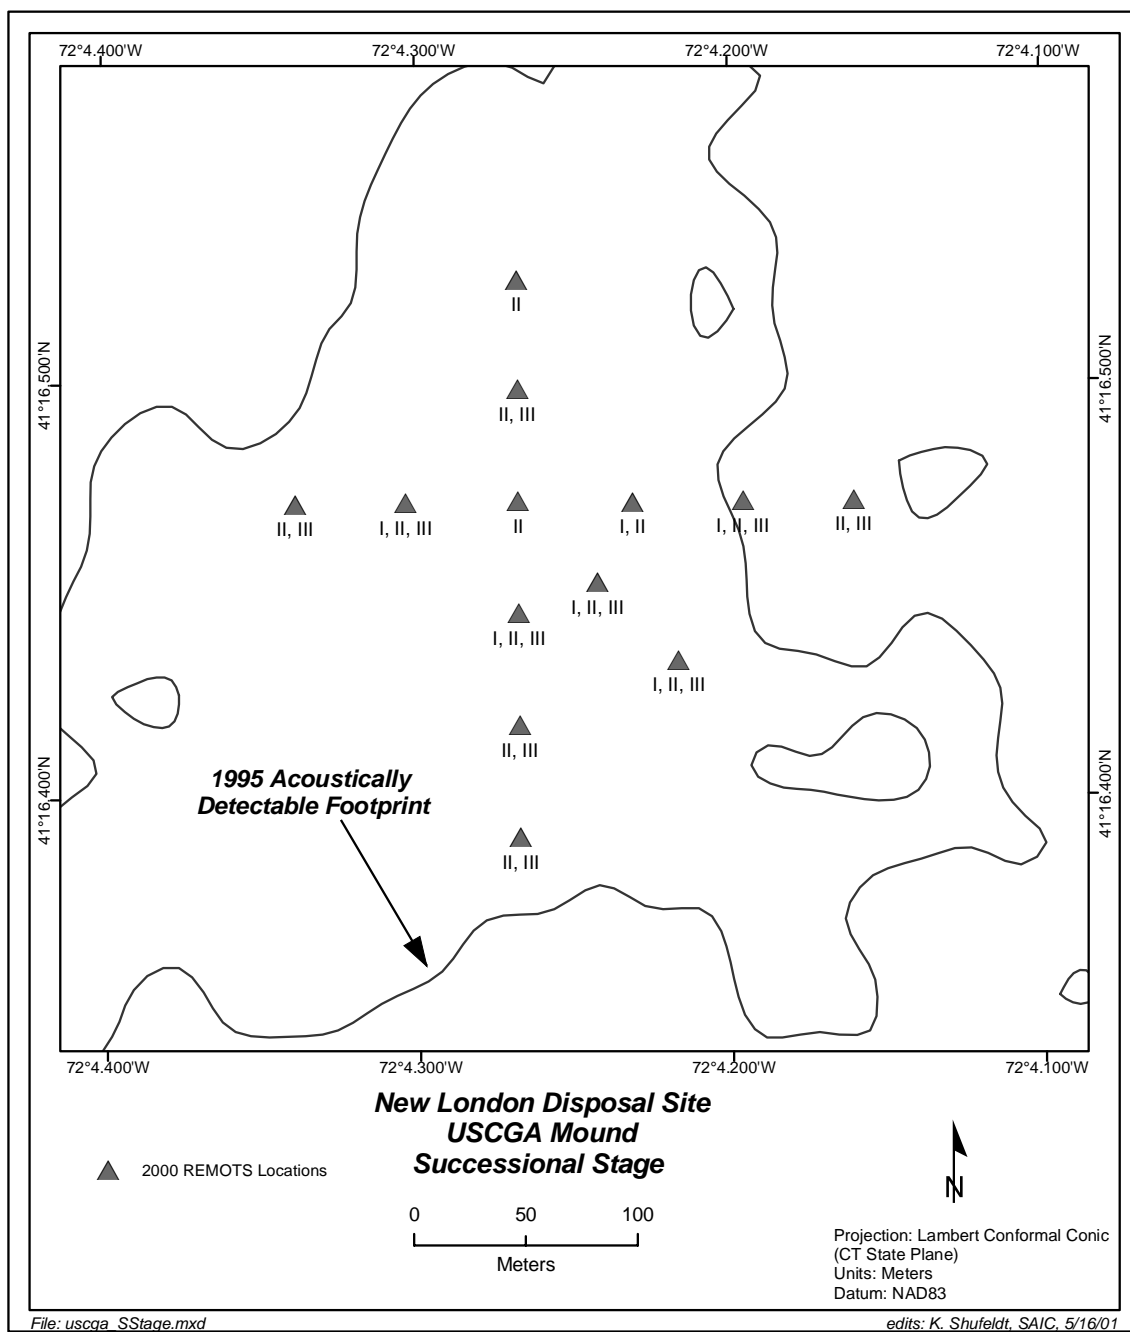 72°4.400'W 72°4.300'W 72°4.200'W 72°4.100'W
II
41°16.500'N 41°16.500'N
II, III
II, III I, II, III II I, II I, II, III II, III
I, II, III
I, II, III
I, II, III
II, III
1995 Acoustically
Detectable Footprint
41°16.400'N 41°16.400'N
II, III
72°4.400'W 72°4.300'W 72°4.200'W 72°4.100'W
New London Disposal Site
USCGA Mound
Successional Stage
2000 REMOTS Locations
N
0 50 100
Meters
Projection: Lambert Conformal Conic
(CT State Plane)
Units: Meters
Datum: NAD83
File: uscga_SStage.mxd edits: K. Shufeldt, SAIC, 5/16/01